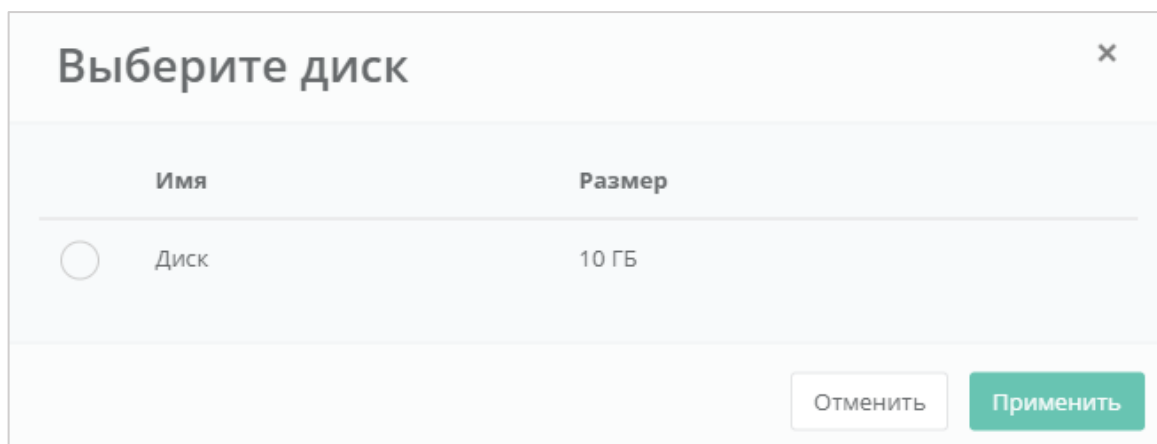 Выберите диск ×
Имя Размер
Диск 10 ГБ
Отменить Применить